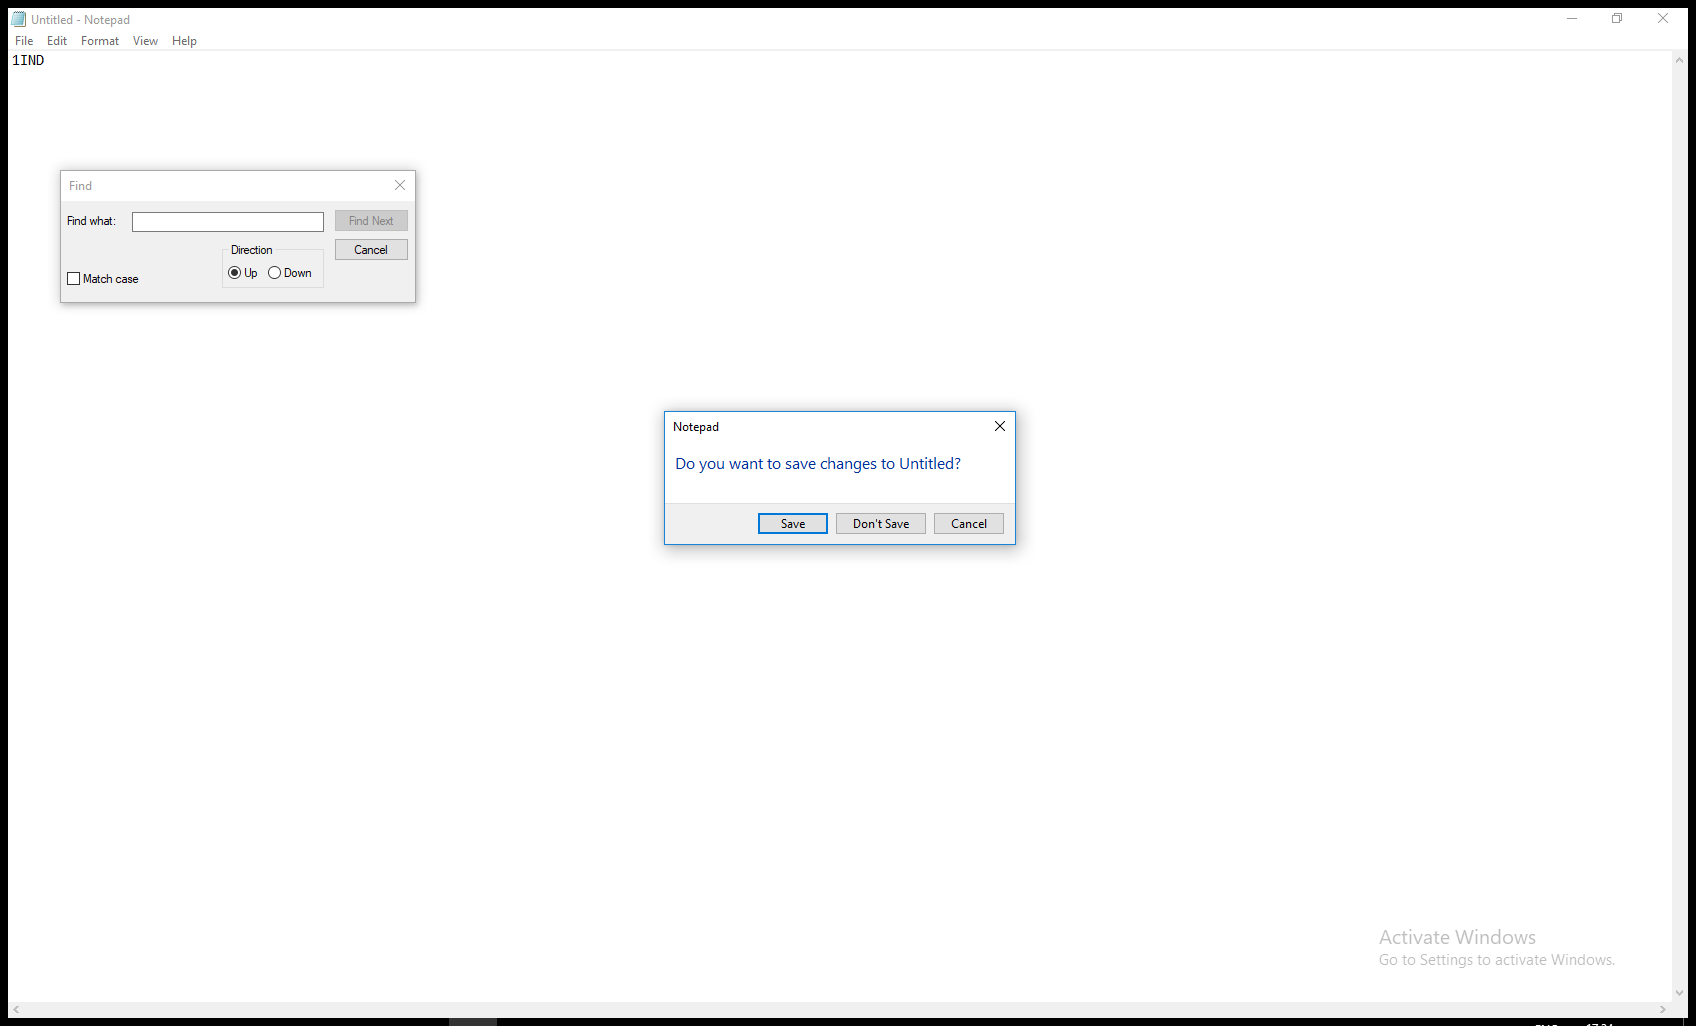 Untitled - Notepad
File Edit Format View Help
1IND
Find
Find what:
Find Next
Direction
Cancel
Up Down
Match case
Notepad
Do you want to save changes to Untitled?
Save Don't Save Cancel
Activate Windows
Go to Settings to activate Windows.